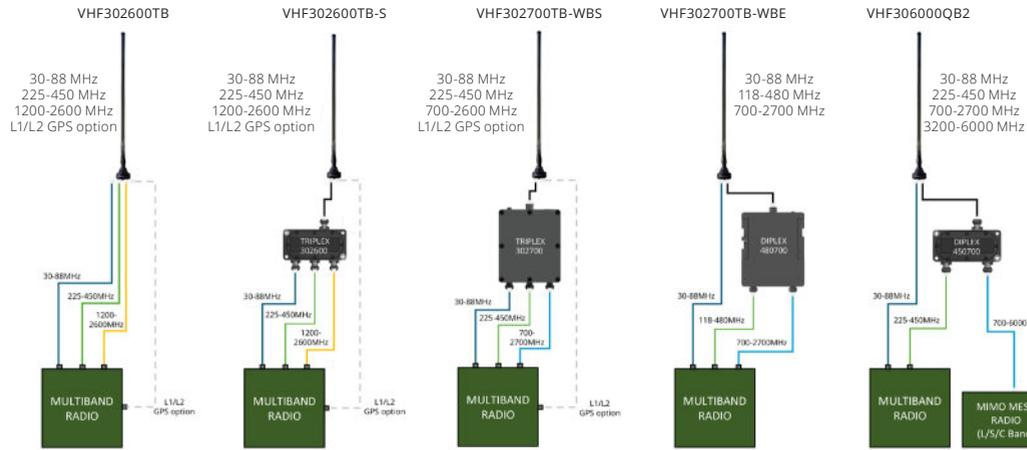 VHF302600TB
30-88 MHz
225-450 MHz
1200-2600 MHz
L1/L2 GPS option
30-88MHz
225-450MHz
1200-
2600MHz
MULTIBAND
RADIO
L1/L2
GPS option
VHF302600TB-S
30-88 MHz
225-450 MHz
1200-2600 MHz
L1/L2 GPS option
TRIPLEX
302600
30-88MHz
225-450MHz
1200-
2600MHz
MULTIBAND
RADIO
L1/L2
GPS option
VHF302700TB-WBS
30-88 MHz
225-450 MHz
700-2600 MHz
L1/L2 GPS option
TRIPLEX
302700
30-88MHz
225-450MHz
700-
2700MHz
MULTIBAND
RADIO
L1/L2
GPS option
VHF302700TB-WBE
30-88 MHz
118-480 MHz
700-2700 MHz
DIPLEX
480700
30-88MHz
118-480MHz
700-2700MHz
MULTIBAND
RADIO
VHF306000QB2
30-88 MHz
225-450 MHz
700-2700 MHz
3200-6000 MHz
DIPLEX
450700
30-88MHz
225-450MHz
700-6000
MULTIBAND
RADIO
MIMO MES
RADIO
(L/S/C Ban